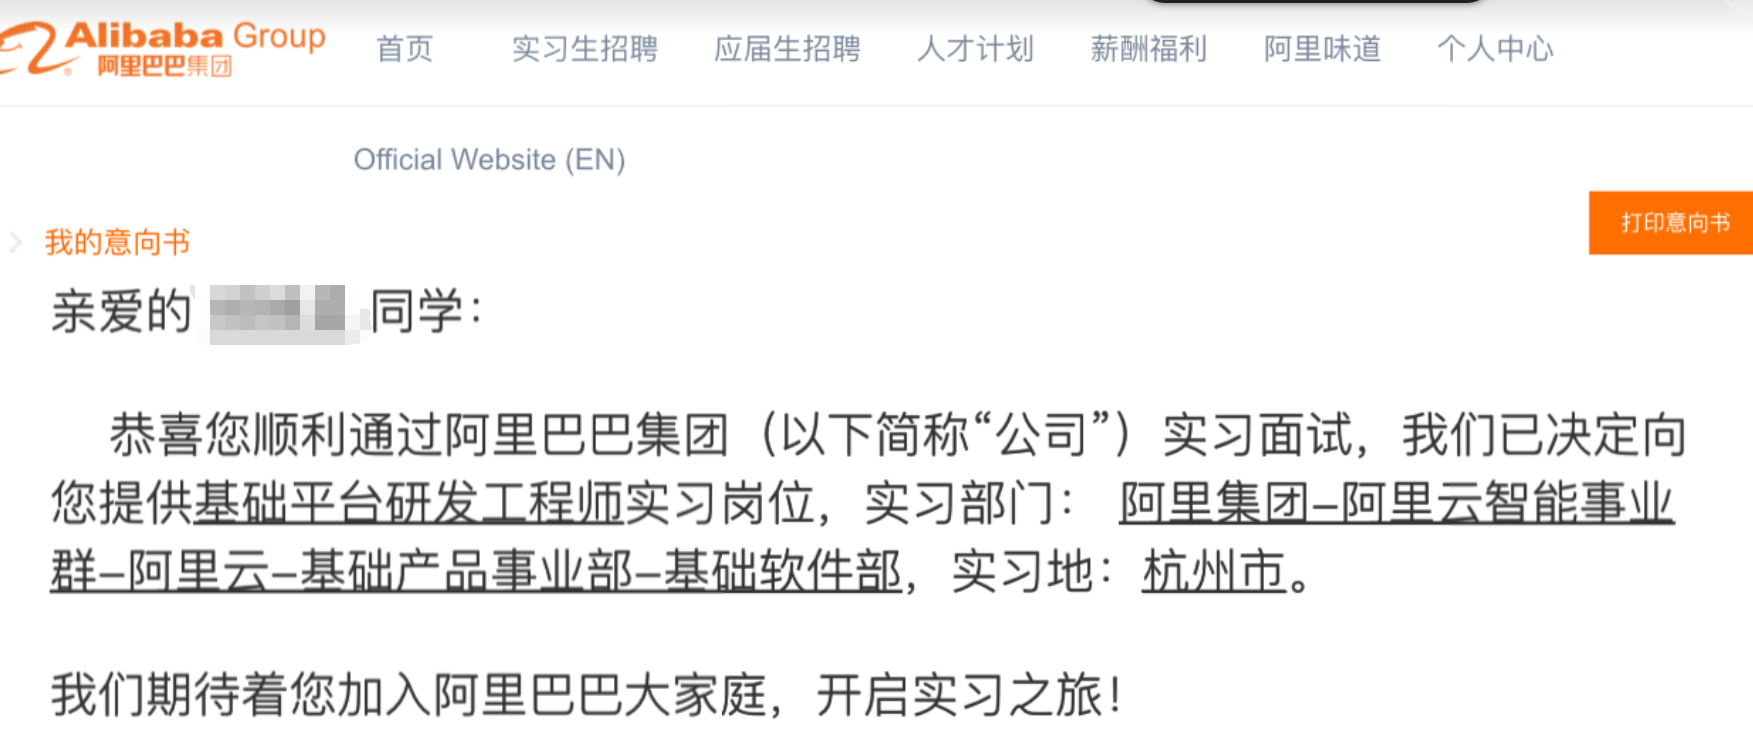 Alibaba Group
阿里巴巴集团
首页 实习生招聘 应届生招聘 人才计划 薪酬福利 阿里味道 个人中心
Official Website (EN)
打印意向书
我的意向书
亲爱的 同学：
恭喜您顺利通过阿里巴巴集团（以下简称“公司”）实习面试，我们已决定向
您提供基础平台研发工程师实习岗位，实习部门： 阿里集团–阿里云智能事业
群–阿里云–基础产品事业部–基础软件部，实习地：杭州市。
我们期待着您加入阿里巴巴大家庭，开启实习之旅！